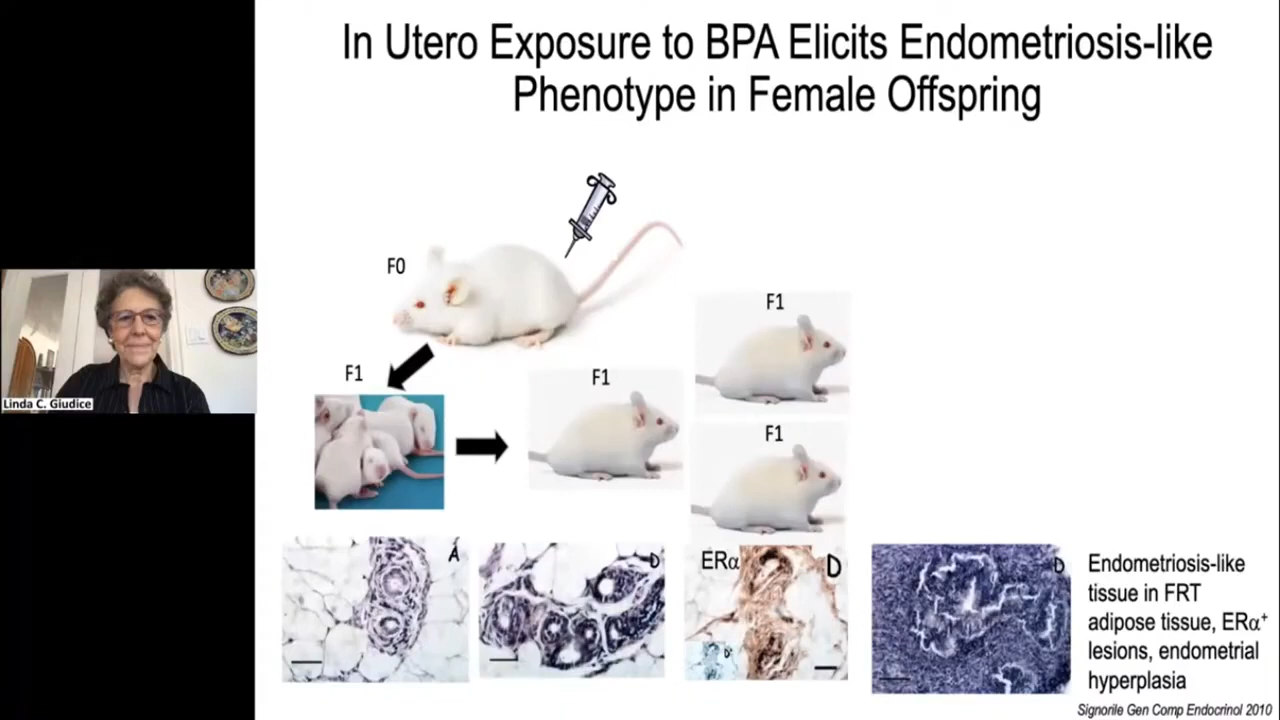 In Utero Exposure to BPA Elicits Endometriosis-like
Phenotype in Female Offspring
F0
F1
F1
F1
F1
Linda C. Giudice
A
D
ERα
D
D
D
Endometriosis-like
tissue in FRT
adipose tissue, ERα⁺
lesions, endometrial
hyperplasia
Signorile Gen Comp Endocrinol 2010